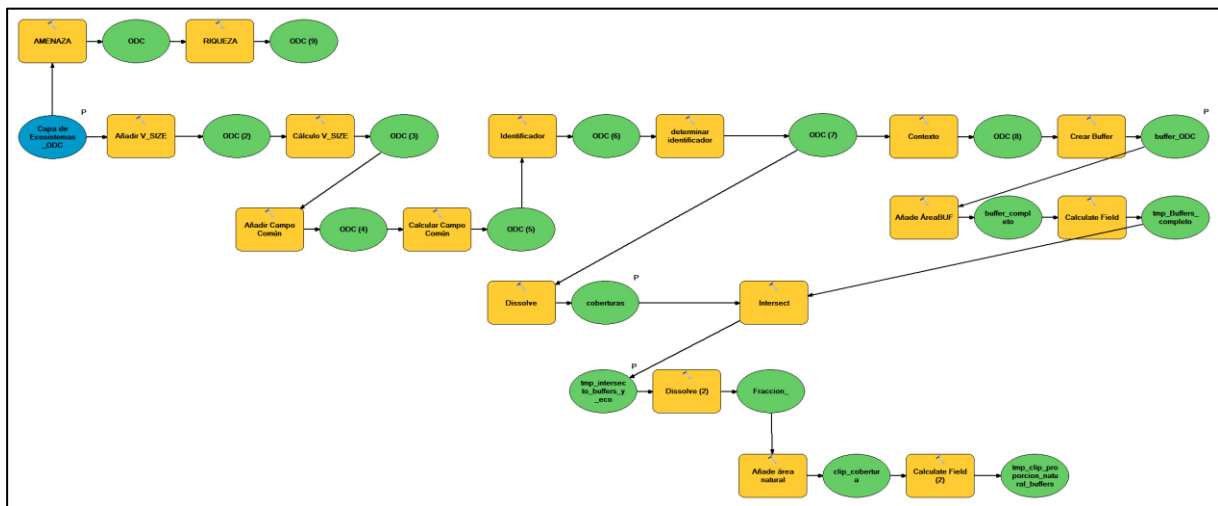 AMENAZA
ODC
RIQUEZA
ODC (9)
P
Capa de
Ecosistemas
_ODC
Añadir V_SIZE
ODC (2)
Cálculo V_SIZE
ODC (3)
Identificador
ODC (6)
determinar
identificador
ODC (7)
Contexto
ODC (8)
Crear Buffer
P
buffer_ODC
Añadir Campo
Común
ODC (4)
Calcular Campo
Común
ODC (5)
Añade ÁreaBUF
buffer_compl
eto
Calculate Field
tmp_Buffers_
completo
Dissolve
P
coberturas
Intersect
P
tmp_intersec
to_buffers_y
_eco
Dissolve (2)
Fraccion_
Añade área
natural
clip_cobertur
a
Calculate Field
(2)
tmp_clip_pro
porcion_natu
ral_buffers